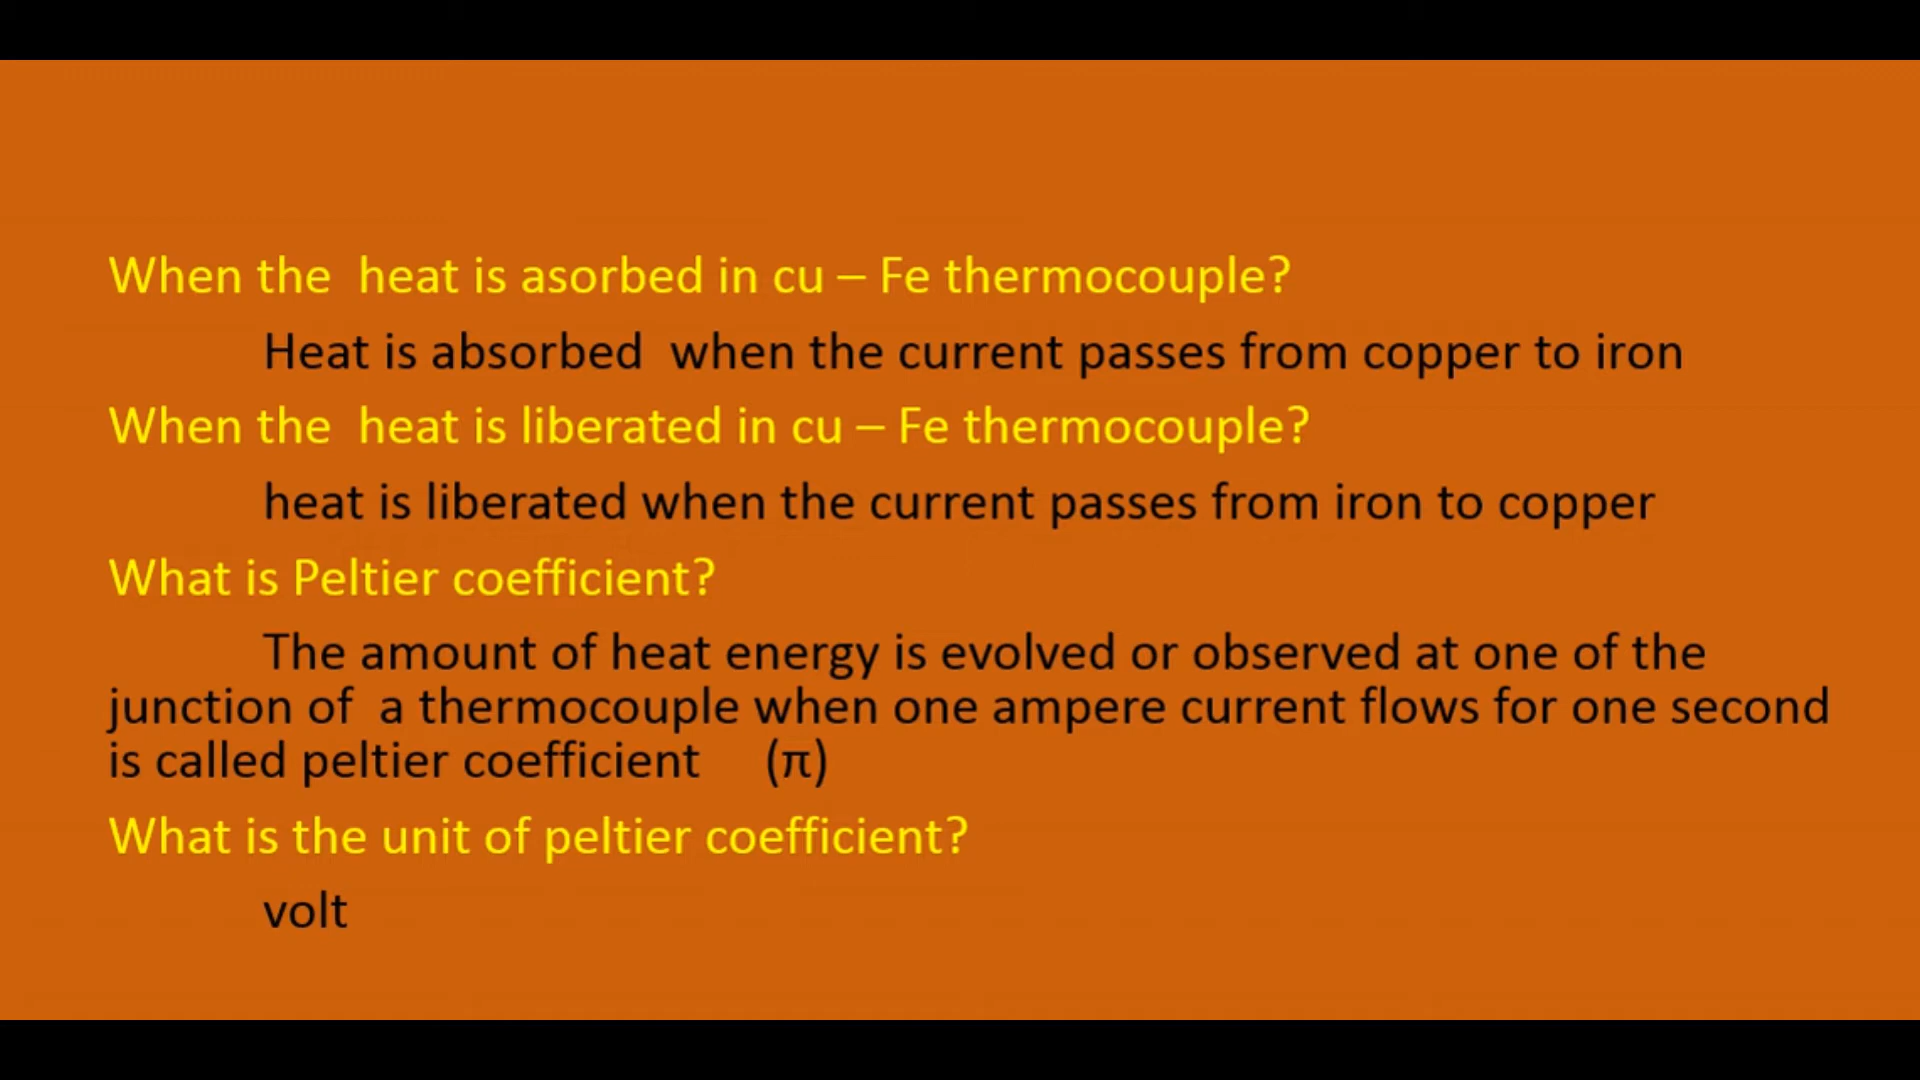 When the  heat is asorbed in cu – Fe thermocouple?
Heat is absorbed  when the current passes from copper to iron
When the  heat is liberated in cu – Fe thermocouple?
heat is liberated when the current passes from iron to copper
What is Peltier coefficient?
The amount of heat energy is evolved or observed at one of the
junction of  a thermocouple when one ampere current flows for one second
is called peltier coefficient    (π)
What is the unit of peltier coefficient?
volt